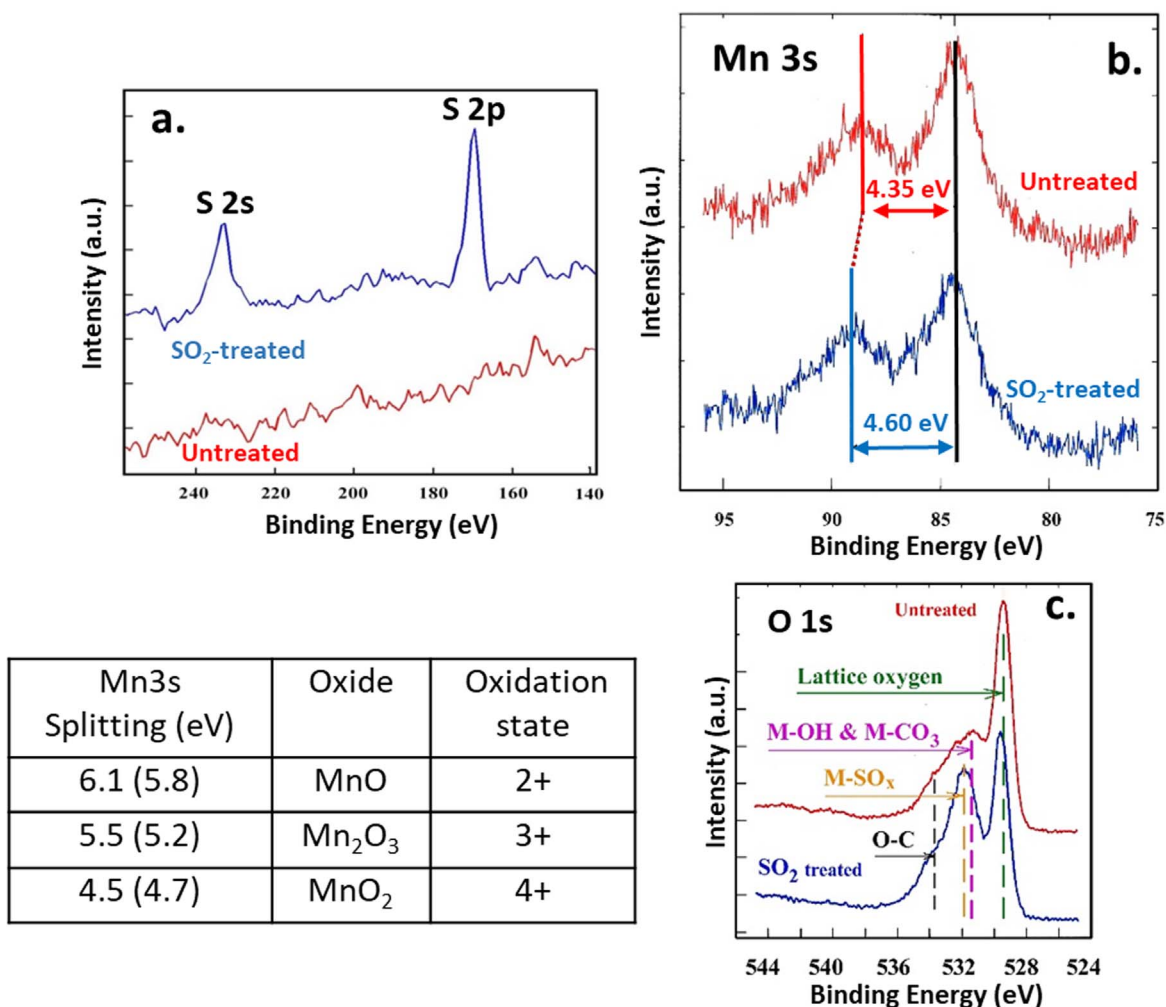 a.
S 2p
S 2s
SO₂-treated
Untreated
Intensity (a.u.)
240 220 200 180 160 140
Binding Energy (eV)
Mn 3s
b.
4.35 eV
Untreated
SO₂-treated
4.60 eV
Intensity (a.u.)
95 90 85 80 75
Binding Energy (eV)
Mn3s Oxide Oxidation
Splitting (eV) state
6.1 (5.8) MnO 2+
5.5 (5.2) Mn₂O₃ 3+
4.5 (4.7) MnO₂ 4+
c.
O 1s
Untreated
Lattice oxygen
M-OH & M-CO₃
M-SOₓ
O-C
SO₂ treated
Intensity (a.u.)
544 540 536 532 528 524
Binding Energy (eV)